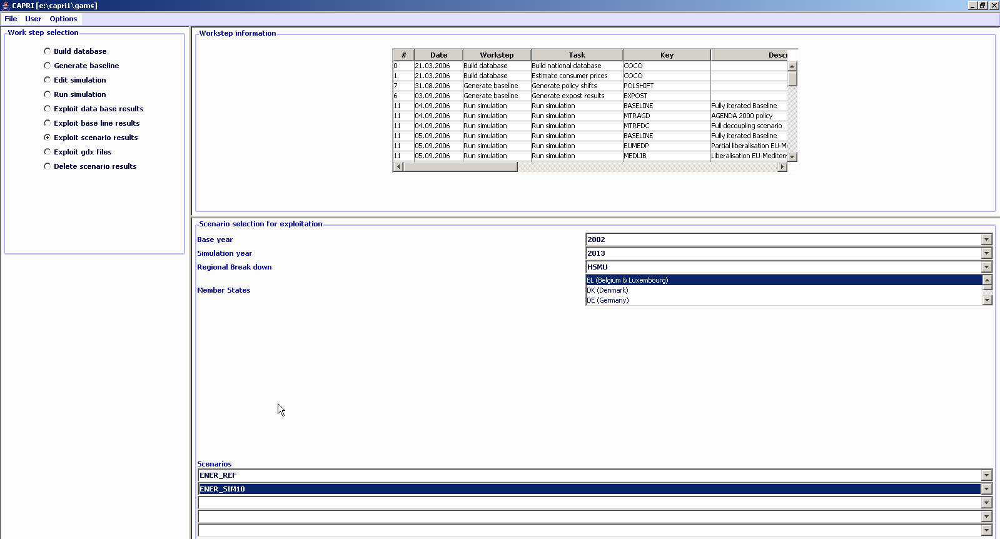 CAPRI [e:\capri1\gams]
File User Options
Work step selection
Build database
Generate baseline
Edit simulation
Run simulation
Exploit data base results
Exploit base line results
Exploit scenario results
Exploit gdx files
Delete scenario results
Workstep information
# Date Workstep Task Key Descr
0 21.03.2006 Build database Build national database COCO
1 21.03.2006 Build database Estimate consumer prices COCO
7 31.08.2006 Generate baseline Generate policy shifts POLSHIFT
6 03.09.2006 Generate baseline Generate expost results EXPOST
11 04.09.2006 Run simulation Run simulation BASELINE Fully iterated Baseline
11 04.09.2006 Run simulation Run simulation MTRAGD AGENDA 2000 policy
11 04.09.2006 Run simulation Run simulation MTRFDC Full decoupling scenario
11 05.09.2006 Run simulation Run simulation BASELINE Fully iterated Baseline
11 05.09.2006 Run simulation Run simulation EUMEDP Partial liberalisation EU-Me
11 05.09.2006 Run simulation Run simulation MEDLIB Liberalisation EU-Mediterr
Scenario selection for exploitation
Base year 2002
Simulation year 2013
Regional Break down HSMU
Member States
BL (Belgium & Luxembourg)
DK (Denmark)
DE (Germany)
Scenarios
ENER_REF
ENER_SIM10